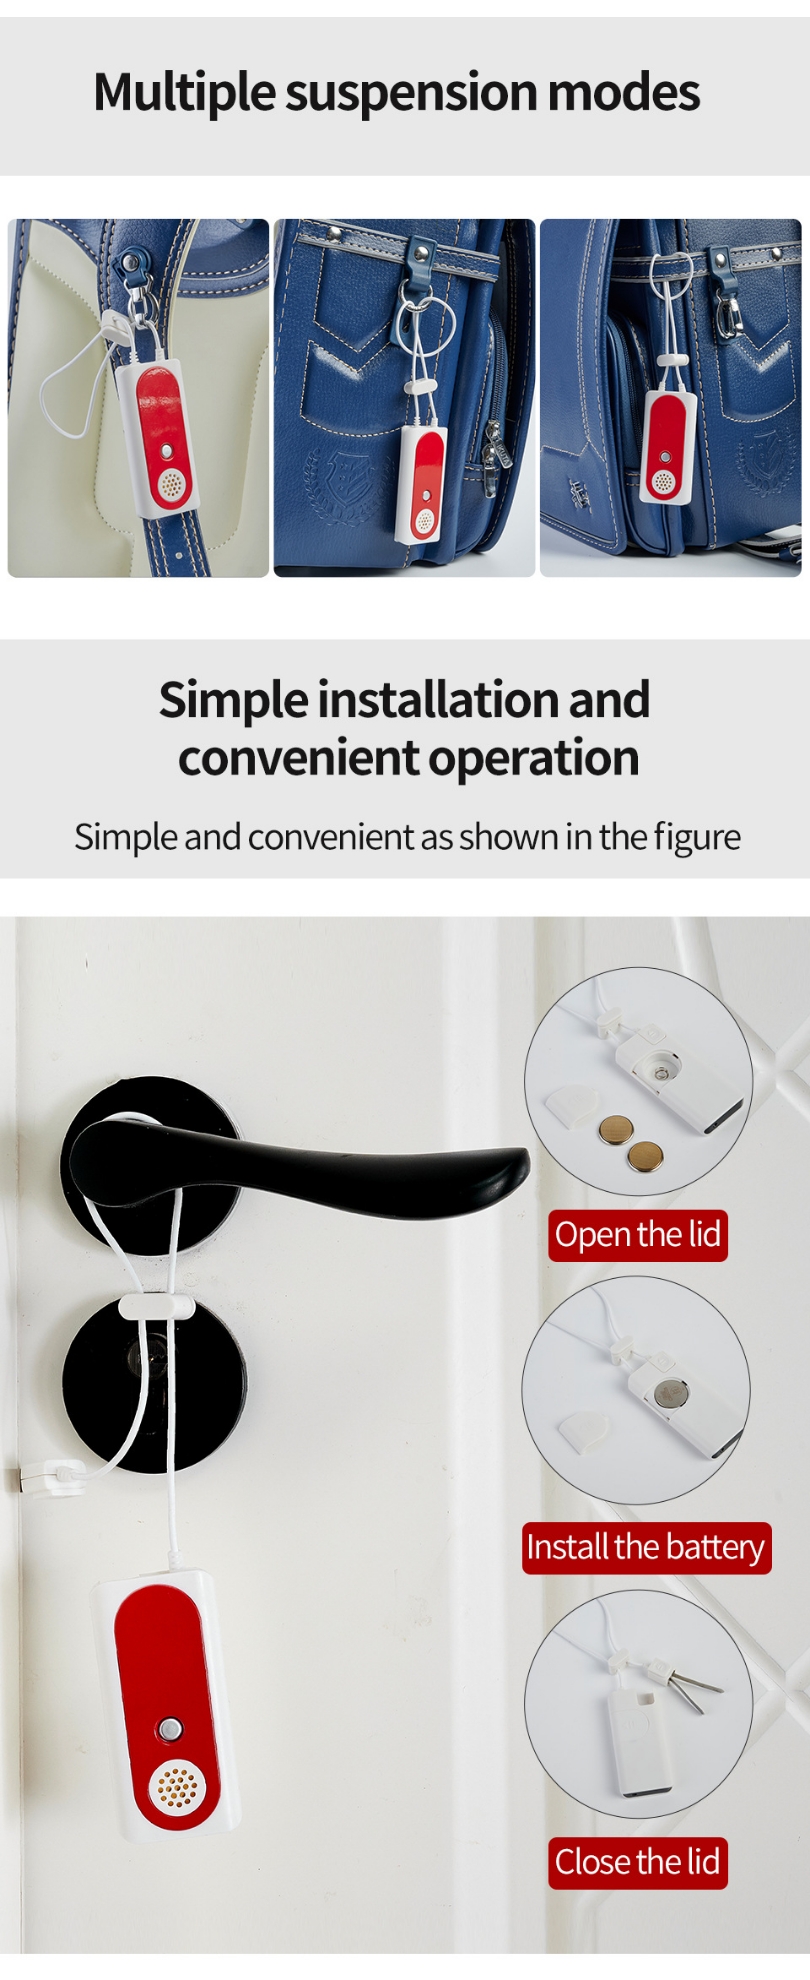 Multiple suspension modes
Simple installation and
convenient operation
Simple and convenient as shown in the figure
Open the lid
Install the battery
Close the lid